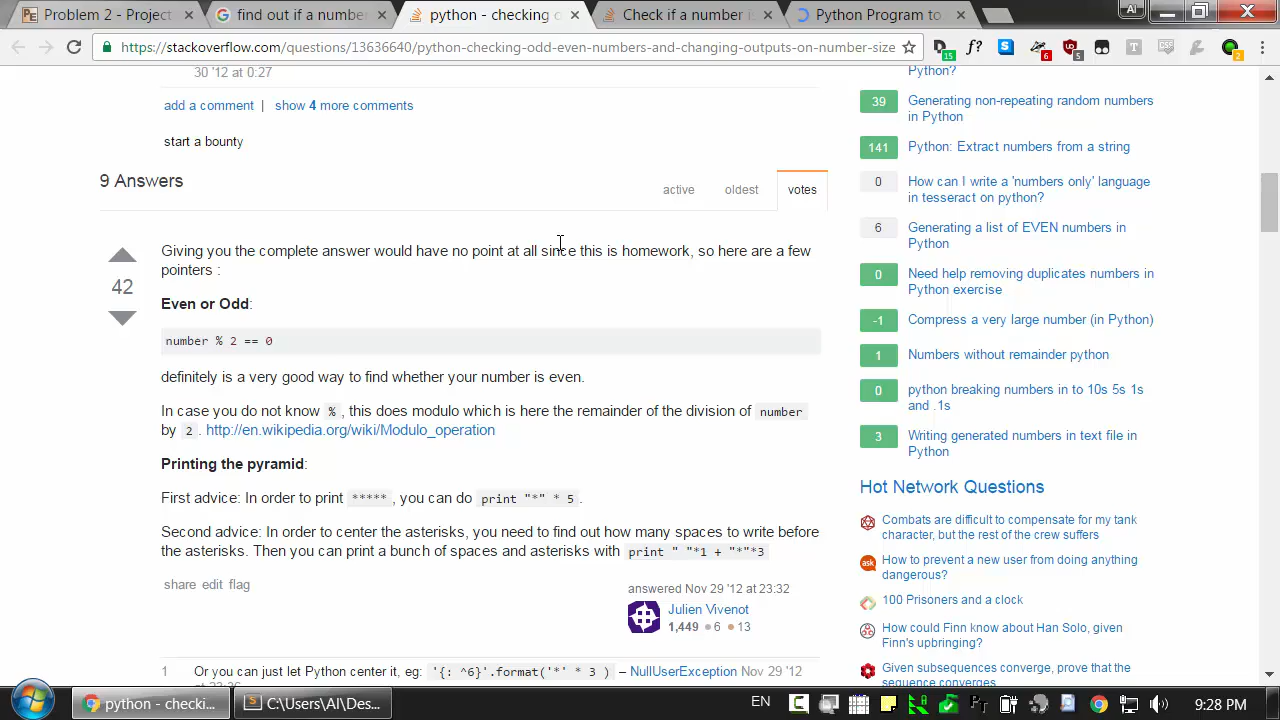 Problem 2 - Project
find out if a numbe
python - checking o
Check if a number is
Python Program to
Ai
https://stackoverflow.com/questions/13636640/python-checking-odd-even-numbers-and-changing-outputs-on-number-size
15
f?
6
5
2
30 '12 at 0:27
add a comment | show 4 more comments
start a bounty
9 Answers
active
oldest
votes
42
Giving you the complete answer would have no point at all since this is homework, so here are a few
pointers :
Even or Odd:
number % 2 == 0
definitely is a very good way to find whether your number is even.
In case you do not know %, this does modulo which is here the remainder of the division of number
by 2. http://en.wikipedia.org/wiki/Modulo_operation
Printing the pyramid:
First advice: In order to print *****, you can do print "*" * 5.
Second advice: In order to center the asterisks, you need to find out how many spaces to write before
the asterisks. Then you can print a bunch of spaces and asterisks with print " "*1 + "*"*3
share edit flag
answered Nov 29 '12 at 23:32
Julien Vivenot
1,449 6 13
1 Or you can just let Python center it, eg: '{: ^6}'.format('*' * 3 ) – NullUserException Nov 29 '12
Python?
39 Generating non-repeating random numbers
in Python
141 Python: Extract numbers from a string
0 How can I write a 'numbers only' language
in tesseract on python?
6 Generating a list of EVEN numbers in
Python
0 Need help removing duplicates numbers in
Python exercise
-1 Compress a very large number (in Python)
1 Numbers without remainder python
0 python breaking numbers in to 10s 5s 1s
and .1s
3 Writing generated numbers in text file in
Python
Hot Network Questions
Combats are difficult to compensate for my tank
character, but the rest of the crew suffers
How to prevent a new user from doing anything
dangerous?
100 Prisoners and a clock
How could Finn know about Han Solo, given
Finn's upbringing?
Given subsequences converge, prove that the
sequence converges
python - checki...
C:\Users\AI\Des...
EN
9:28 PM